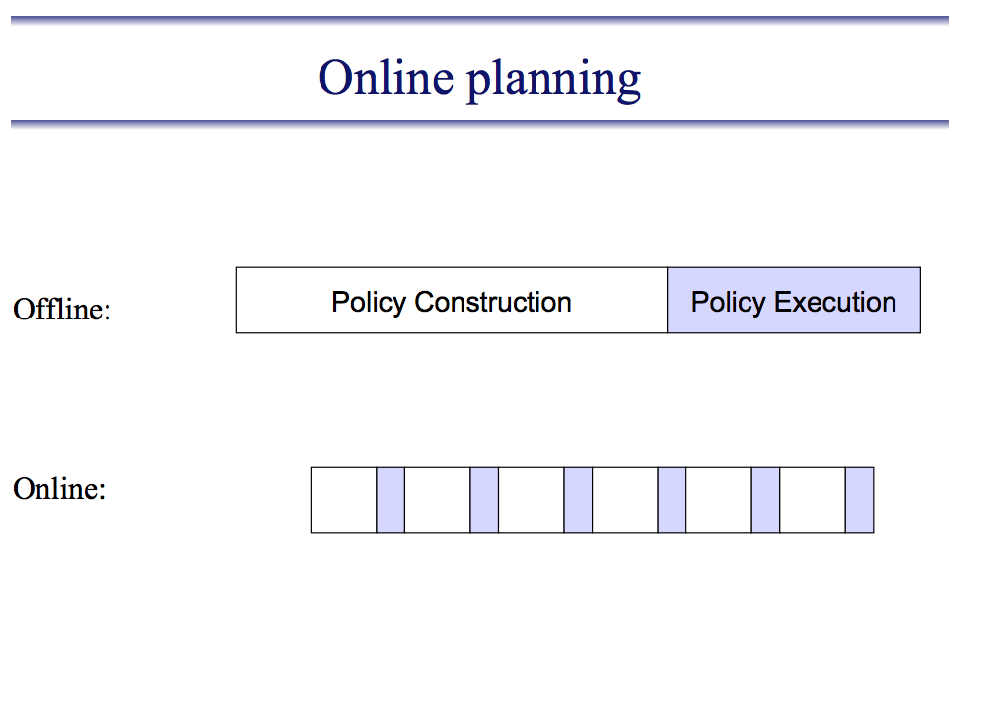 Online planning
Offline:
Policy Construction
Policy Execution
Online: